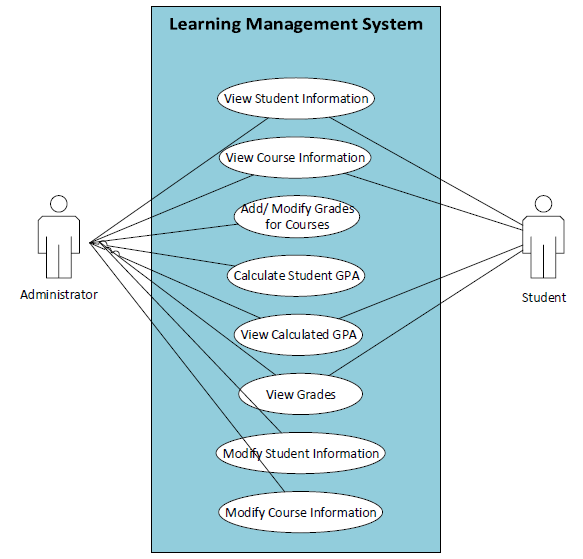 Learning Management System
View Student Information
View Course Information
Add/ Modify Grades
for Courses
Calculate Student GPA
Administrator
Student
View Calculated GPA
View Grades
Modify Student Information
Modify Course Information